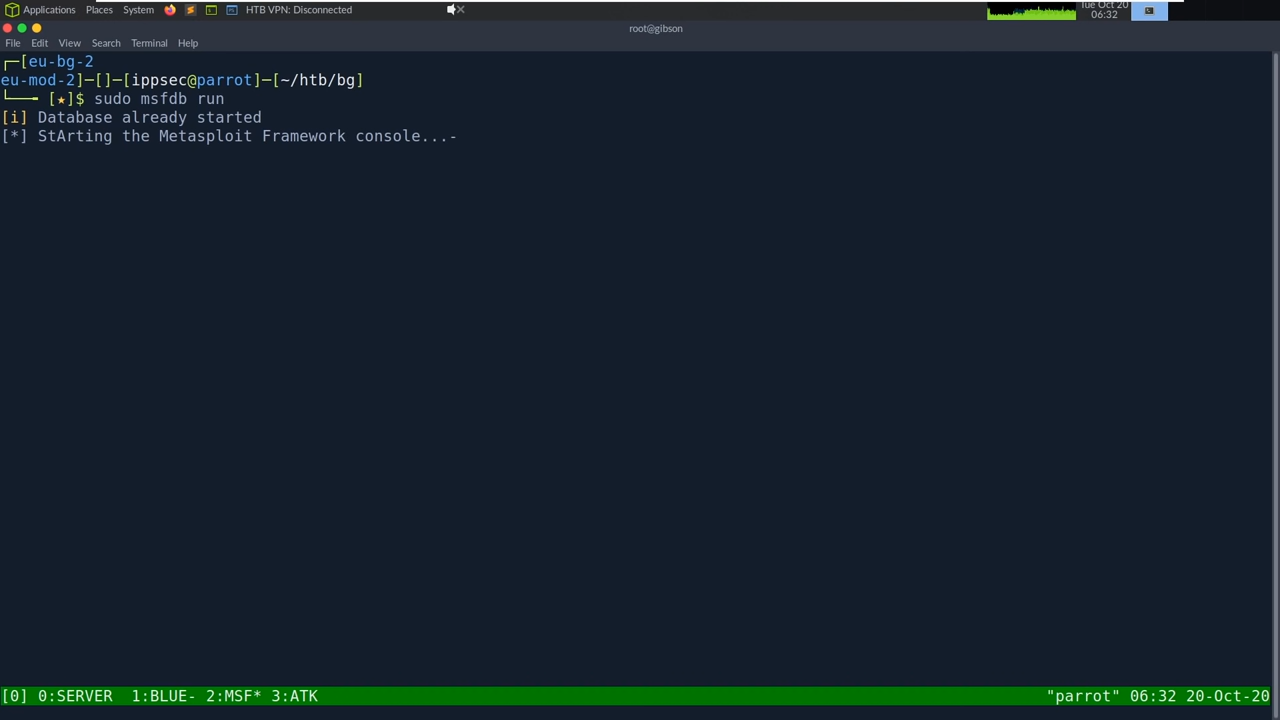 Applications Places System HTB VPN: Disconnected Tue Oct 20
06:32
root@gibson
File Edit View Search Terminal Help
┌─[eu-bg-2
eu-mod-2]─[]─[ippsec@parrot]─[~/htb/bg]
└──╼ [★]$ sudo msfdb run
[i] Database already started
[*] StArting the Metasploit Framework console...-
[0] 0:SERVER 1:BLUE- 2:MSF* 3:ATK "parrot" 06:32 20-Oct-20